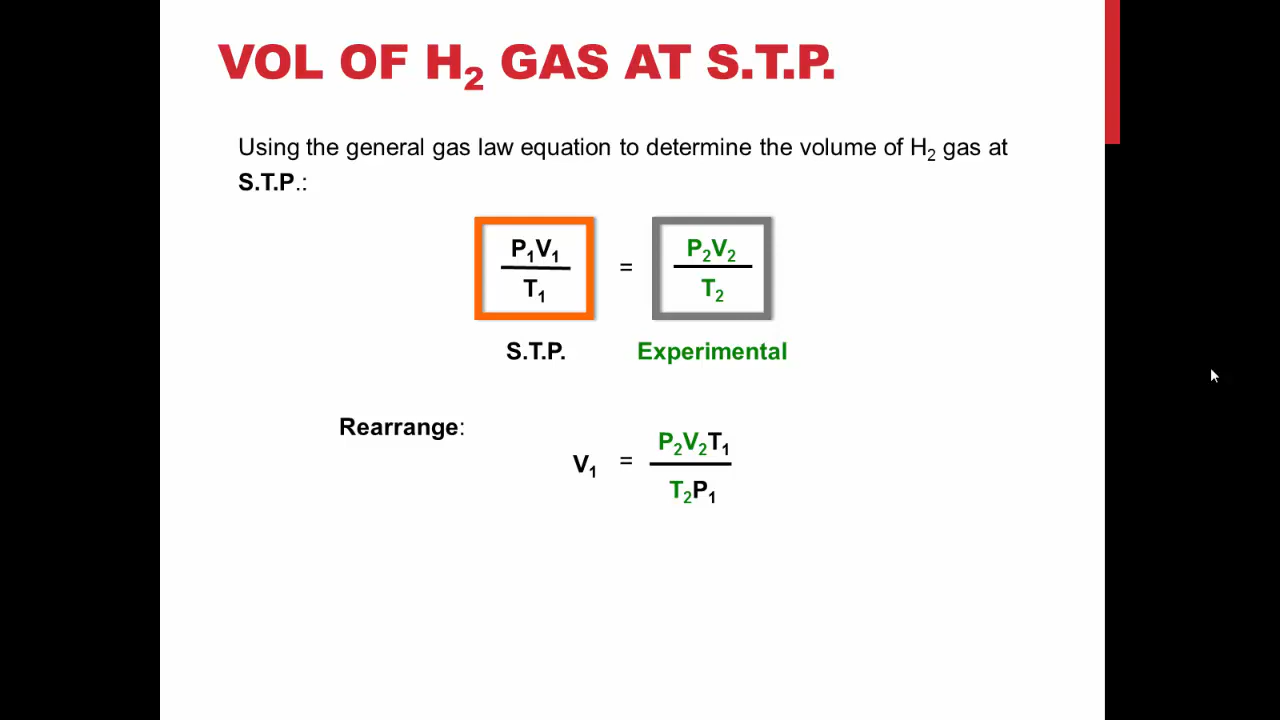 VOL OF H₂ GAS AT S.T.P.
Using the general gas law equation to determine the volume of H₂ gas at
S.T.P.:
P₁V₁ = P₂V₂
T₁ T₂
S.T.P. Experimental
Rearrange:
V₁ = P₂V₂T₁
T₂P₁